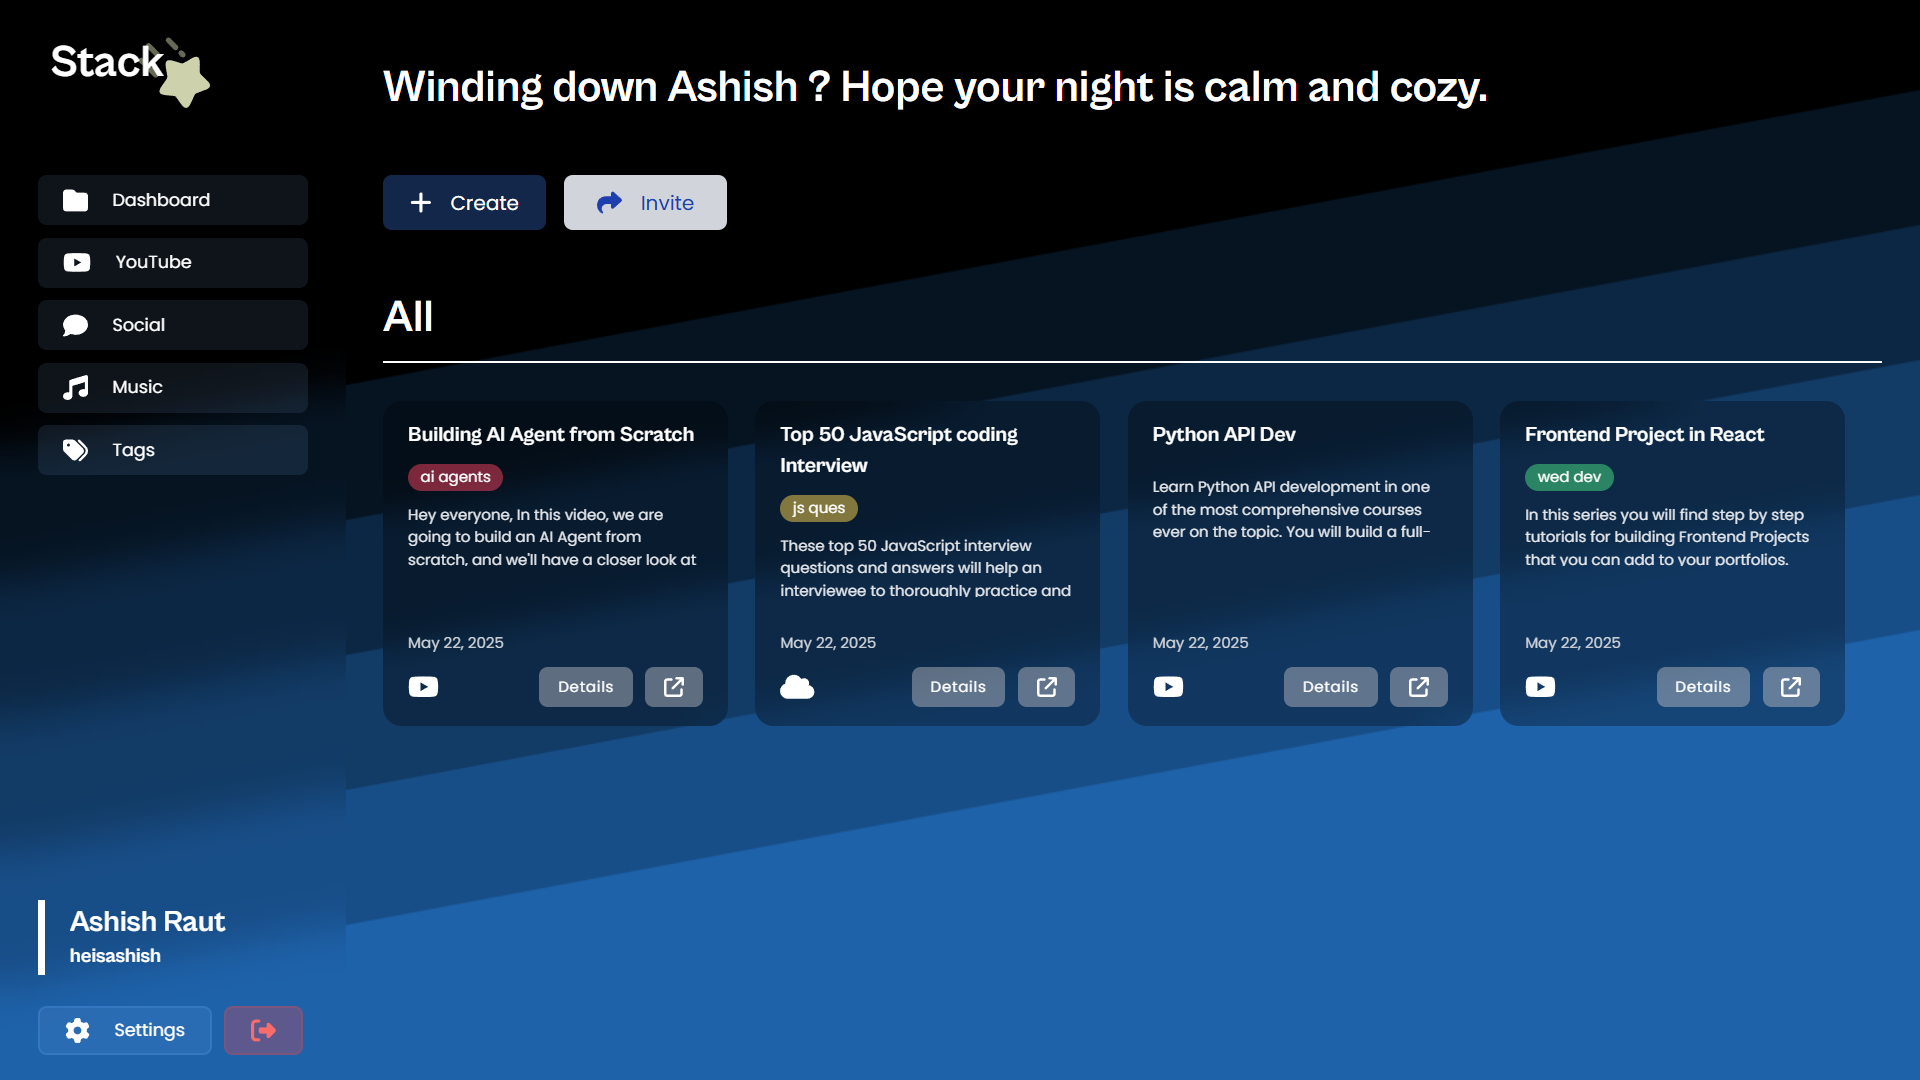 Stack
Winding down Ashish ? Hope your night is calm and cozy.
Dashboard
YouTube
Social
Music
Tags
Create
Invite
All
Building AI Agent from Scratch
ai agents
Hey everyone, In this video, we are
going to build an AI Agent from
scratch, and we'll have a closer look at
May 22, 2025
Details
Top 50 JavaScript coding
Interview
js ques
These top 50 JavaScript interview
questions and answers will help an
interviewee to thoroughly practice and
May 22, 2025
Details
Python API Dev
Learn Python API development in one
of the most comprehensive courses
ever on the topic. You will build a full-
May 22, 2025
Details
Frontend Project in React
wed dev
In this series you will find step by step
tutorials for building Frontend Projects
that you can add to your portfolios.
May 22, 2025
Details
Ashish Raut
heisashish
Settings